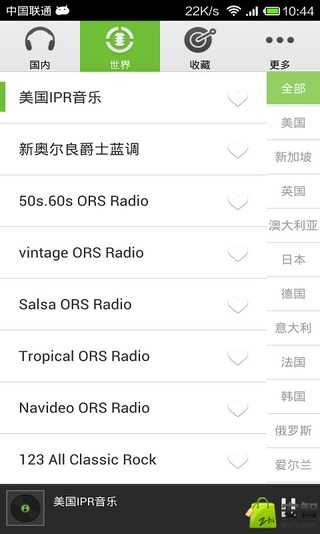 中国联通 22K/s 10:44
国内 世界 收藏 更多
美国IPR音乐
新奥尔良爵士蓝调
50s.60s ORS Radio
vintage ORS Radio
Salsa ORS Radio
Tropical ORS Radio
Navideo ORS Radio
123 All Classic Rock
全部
美国
新加坡
英国
澳大利亚
日本
德国
意大利
法国
韩国
俄罗斯
爱尔兰
美国IPR音乐